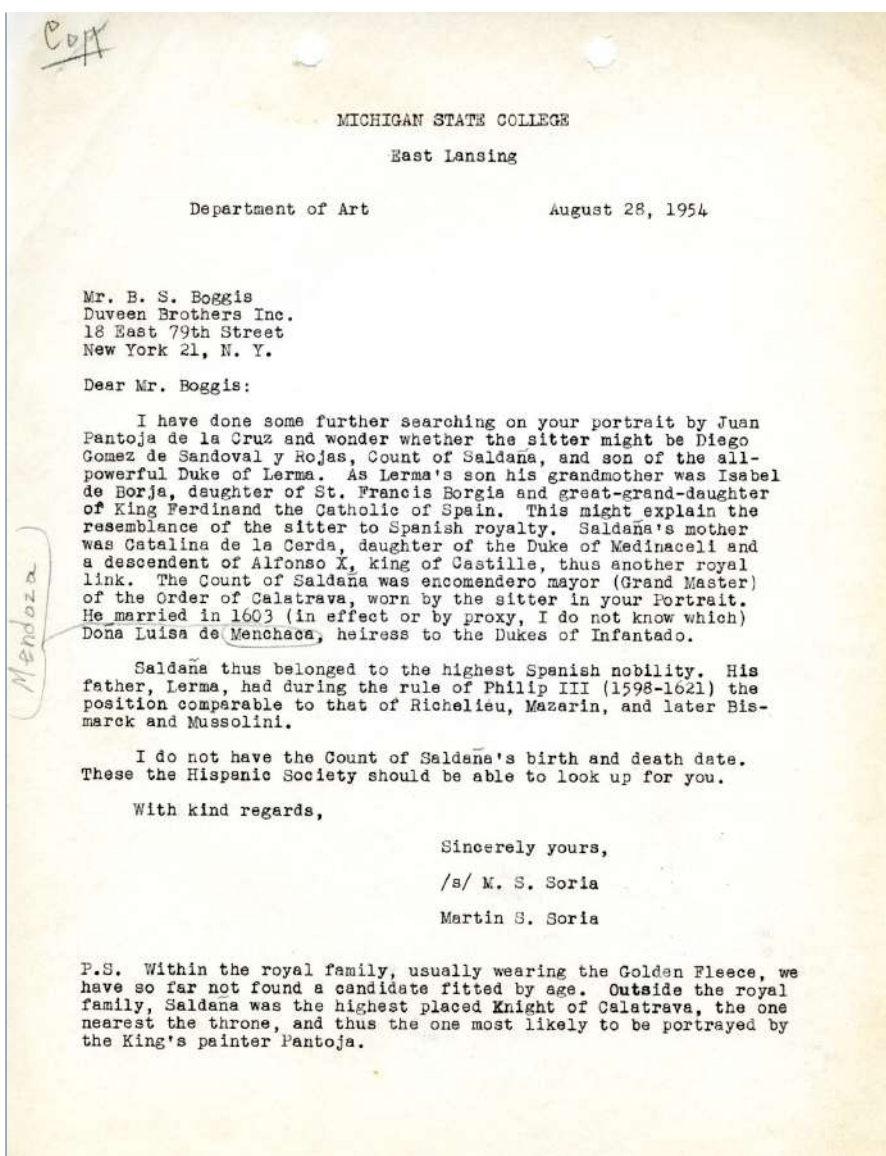 Copy
MICHIGAN STATE COLLEGE
East Lansing
Department of Art August 28, 1954
Mr. B. S. Boggis
Duveen Brothers Inc.
18 East 79th Street
New York 21, N. Y.
Dear Mr. Boggis:
I have done some further searching on your portrait by Juan
Pantoja de la Cruz and wonder whether the sitter might be Diego
Gomez de Sandoval y Rojas, Count of Saldaña, and son of the all-
powerful Duke of Lerma. As Lerma's son his grandmother was Isabel
de Borja, daughter of St. Francis Borgia and great-grand-daughter
of King Ferdinand the Catholic of Spain. This might explain the
resemblance of the sitter to Spanish royalty. Saldaña's mother
was Catalina de la Cerda, daughter of the Duke of Medinaceli and
a descendent of Alfonso X, king of Castille, thus another royal
link. The Count of Saldaña was encomendero mayor (Grand Master)
of the Order of Calatrava, worn by the sitter in your Portrait.
He married in 1603 (in effect or by proxy, I do not know which)
Doña Luisa de Menchaca, heiress to the Dukes of Infantado.
Mendoza
Saldaña thus belonged to the highest Spanish nobility. His
father, Lerma, had during the rule of Philip III (1598-1621) the
position comparable to that of Richelieu, Mazarin, and later Bis-
marck and Mussolini.
I do not have the Count of Saldaña's birth and death date.
These the Hispanic Society should be able to look up for you.
With kind regards,
Sincerely yours,
/s/ M. S. Soria
Martin S. Soria
P.S. Within the royal family, usually wearing the Golden Fleece, we
have so far not found a candidate fitted by age. Outside the royal
family, Saldaña was the highest placed Knight of Calatrava, the one
nearest the throne, and thus the one most likely to be portrayed by
the King's painter Pantoja.